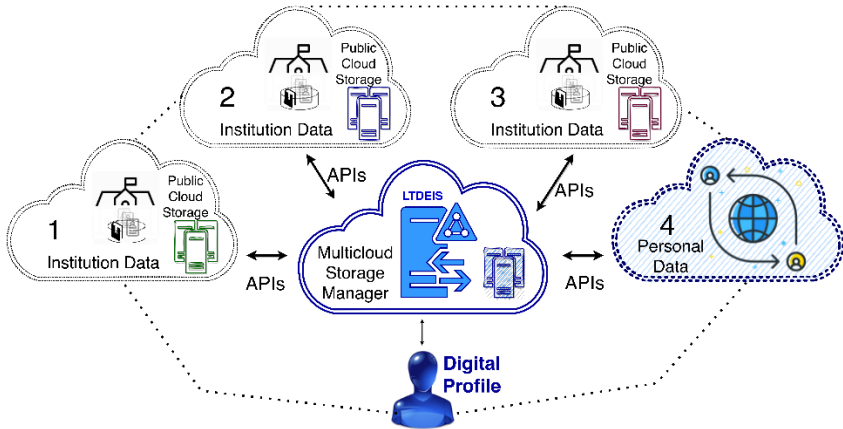 2
Public
Cloud
Storage
Institution Data
3
Public
Cloud
Storage
Institution Data
1
Public
Cloud
Storage
Institution Data
APIs
APIs
APIs
APIs
LTDEIS
Multicloud
Storage
Manager
4
Personal
Data
Digital
Profile